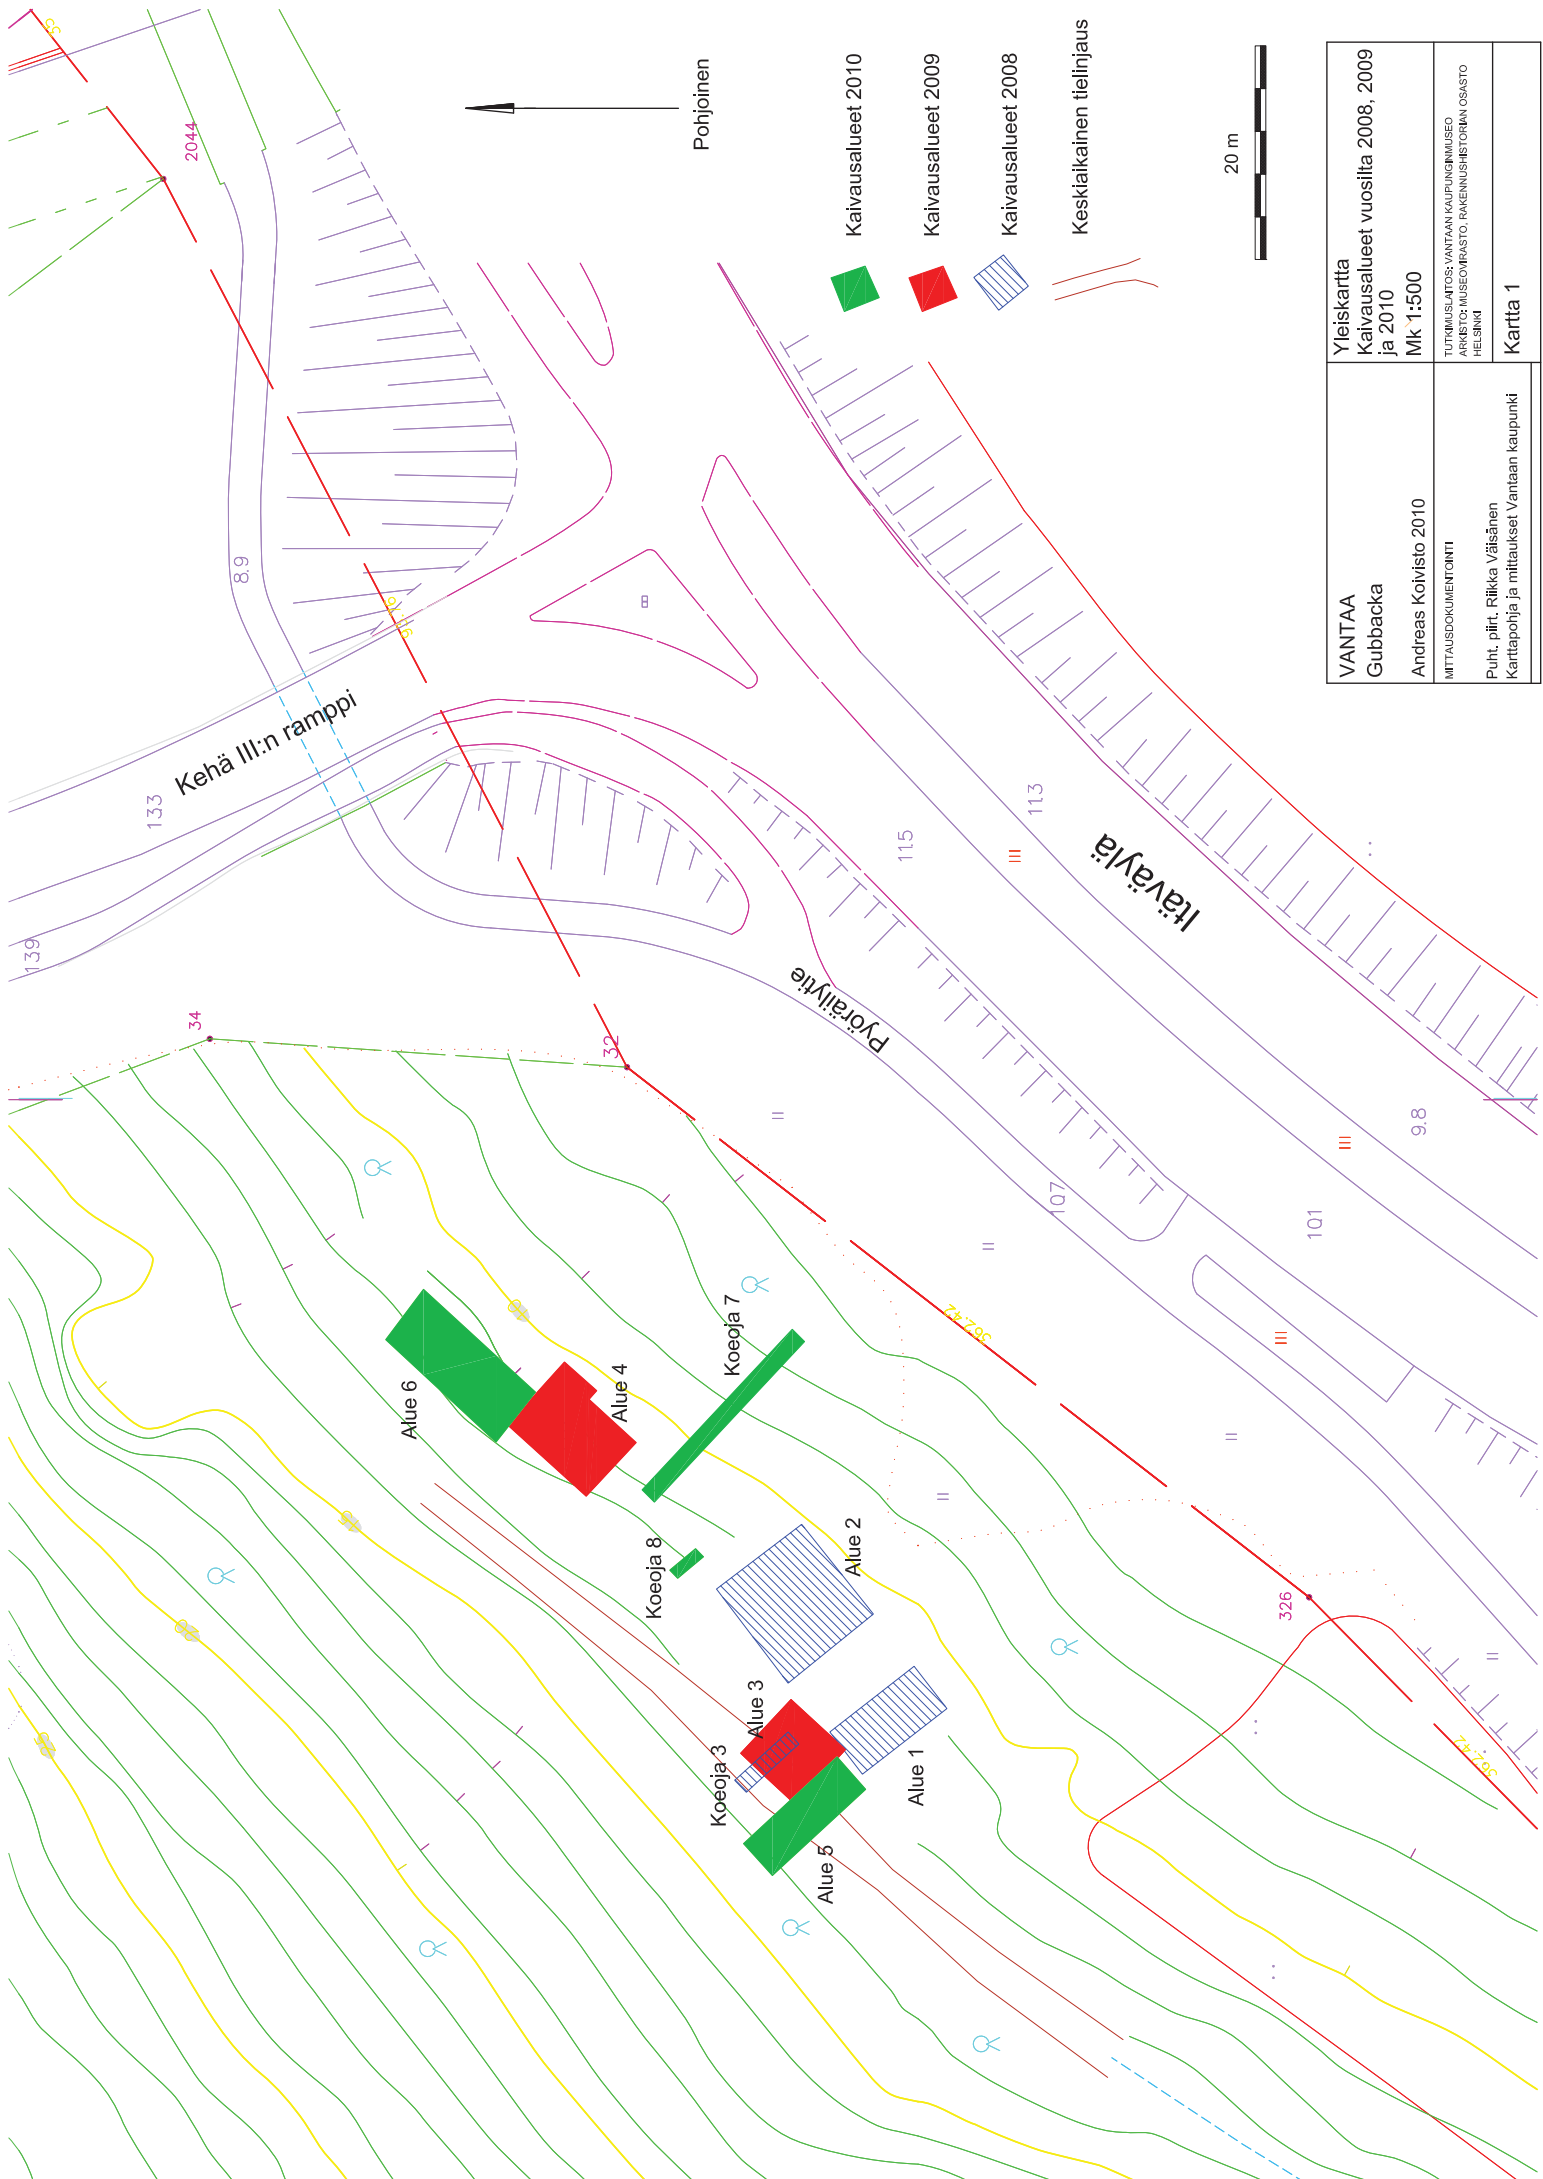 Kehä III:n ramppi
Pyöräilytie
Itäväylä
Pohjoinen
Kaivausalueet 2010
Kaivausalueet 2009
Kaivausalueet 2008
Keskiaikainen tielinjaus
20 m
Alue 6
Alue 4
Koeoja 7
Koeoja 8
Alue 2
Alue 3
Koeoja 3
Alue 1
Alue 5
2044
8.9
133
139
34
32
115
113
107
101
9.8
326
362.42
362.42
VANTAA
Gubbacka
Andreas Koivisto 2010
MITTAUSDOKUMENTOINTI
Puht. piirt. Riikka Väisänen
Karttapohja ja mittaukset Vantaan kaupunki
Yleiskartta
Kaivausalueet vuosilta 2008, 2009
ja 2010
Mk 1:500
TUTKIMUSLAITOS: VANTAAN KAUPUNGINMUSEO
ARKISTO: MUSEOVIRASTO, RAKENNUSHISTORIAN OSASTO
HELSINKI
Kartta 1